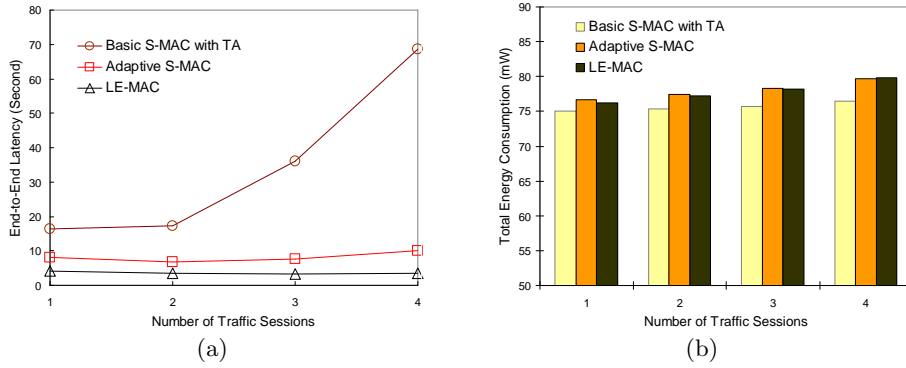 80
70
60
50
40
30
20
10
0
End-to-End Latency (Second)
Basic S-MAC with TA
Adaptive S-MAC
LE-MAC
1 2 3 4
Number of Traffic Sessions
(a)
(b)
90
85
80
75
70
65
60
55
50
Total Energy Consumption (mW)
Basic S-MAC with TA
Adaptive S-MAC
LE-MAC
1 2 3 4
Number of Traffic Sessions
(b)